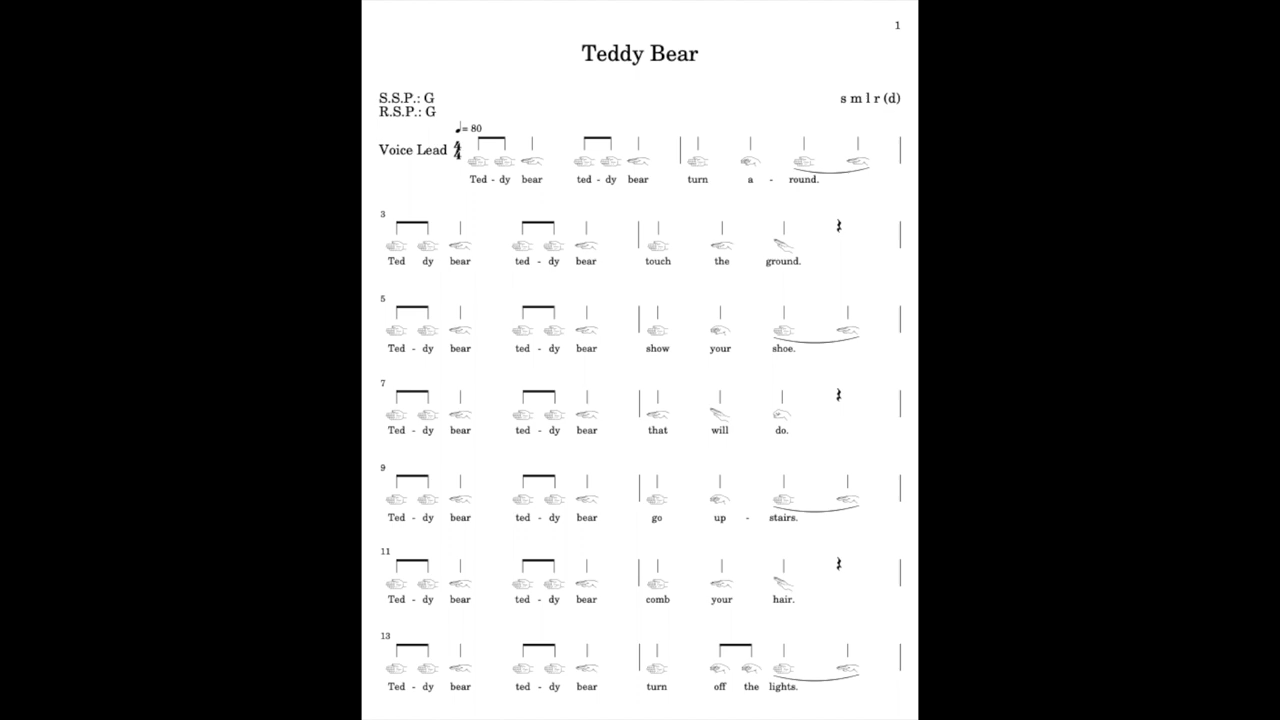 1
Teddy Bear
S.S.P.: G
s m l r (d)
R.S.P.: G
♩= 80
Voice Lead 4/4
Ted - dy bear ted - dy bear turn a - round.
3
Ted dy bear ted - dy bear touch the ground.
5
Ted - dy bear ted - dy bear show your shoe.
7
Ted - dy bear ted - dy bear that will do.
9
Ted - dy bear ted - dy bear go up - stairs.
11
Ted - dy bear ted - dy bear comb your hair.
13
Ted - dy bear ted - dy bear turn off the lights.